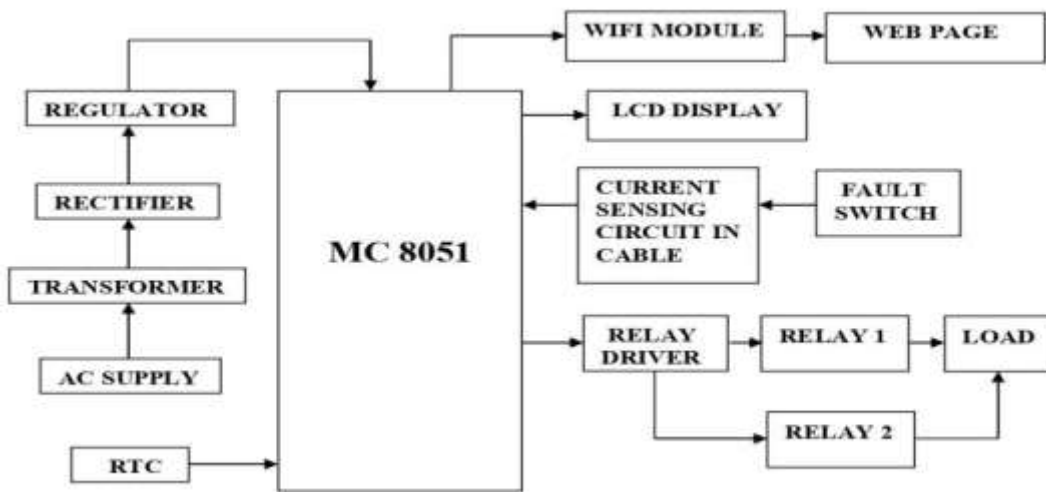 WIFI MODULE
WEB PAGE
REGULATOR
LCD DISPLAY
RECTIFIER
CURRENT
SENSING
CIRCUIT IN
CABLE
FAULT
SWITCH
MC 8051
TRANSFORMER
RELAY
DRIVER
RELAY 1
LOAD
AC SUPPLY
RELAY 2
RTC